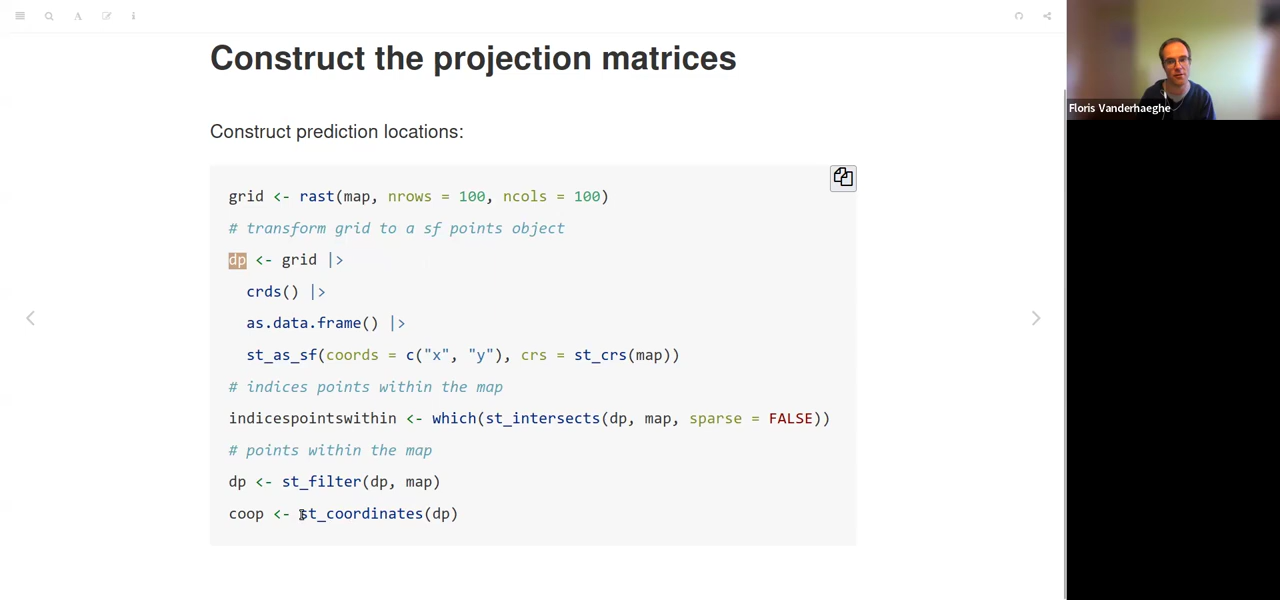 Construct the projection matrices
Floris Vanderhaeghe
Construct prediction locations:
grid <- rast(map, nrows = 100, ncols = 100)
# transform grid to a sf points object
dp <- grid |>
  crds() |>
  as.data.frame() |>
  st_as_sf(coords = c("x", "y"), crs = st_crs(map))
# indices points within the map
indicespointswithin <- which(st_intersects(dp, map, sparse = FALSE))
# points within the map
dp <- st_filter(dp, map)
coop <- st_coordinates(dp)